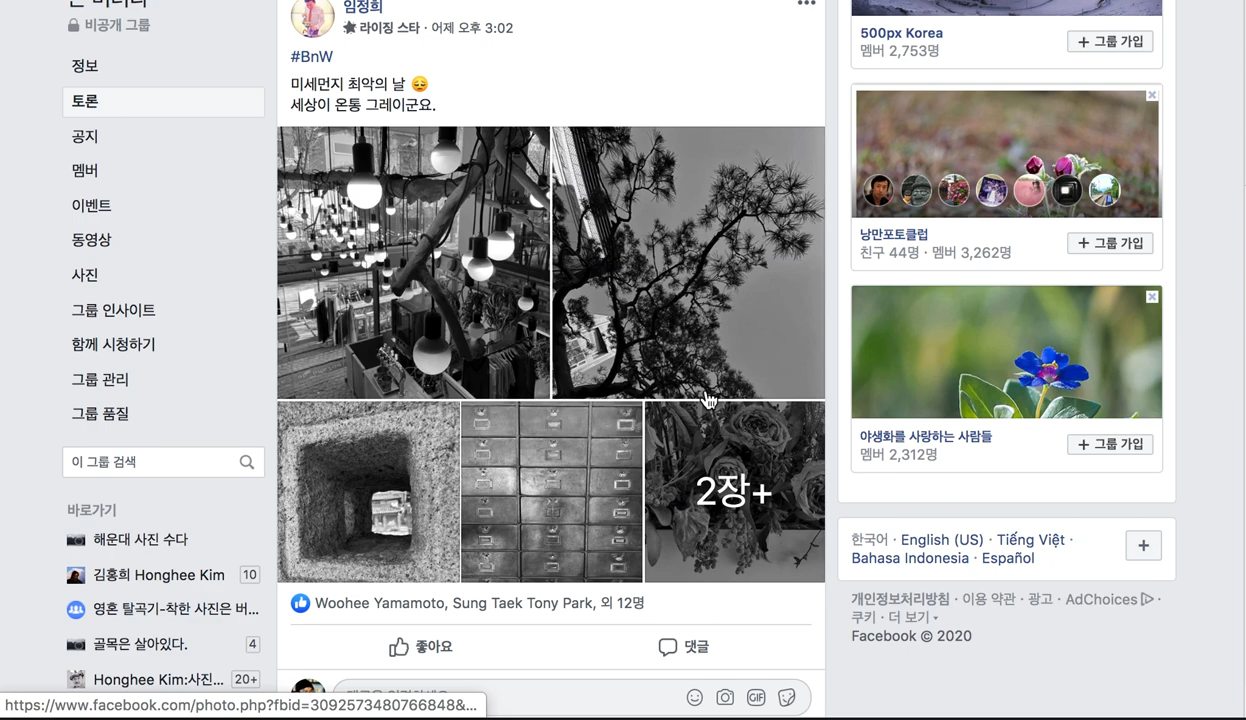 비공개 그룹
정보
토론
공지
멤버
이벤트
동영상
사진
그룹 인사이트
함께 시청하기
그룹 관리
그룹 품질
이 그룹 검색
바로가기
해운대 사진 수다
김홍희 Honghee Kim 10
영혼 탈곡기-착한 사진은 버...
골목은 살아있다. 4
Honghee Kim:사진... 20+
https://www.facebook.com/photo.php?fbid=3092573480766848&...
임정희
라이징 스타 · 어제 오후 3:02
#BnW
미세먼지 최악의 날
세상이 온통 그레이군요.
2장+
Woohee Yamamoto, Sung Taek Tony Park, 외 12명
좋아요 댓글
GIF
500px Korea
멤버 2,753명
+ 그룹 가입
낭만포토클럽
친구 44명 · 멤버 3,262명
+ 그룹 가입
야생화를 사랑하는 사람들
멤버 2,312명
+ 그룹 가입
한국어 · English (US) · Tiếng Việt ·
Bahasa Indonesia · Español
개인정보처리방침 · 이용 약관 · 광고 · AdChoices ·
쿠키 · 더 보기
Facebook © 2020